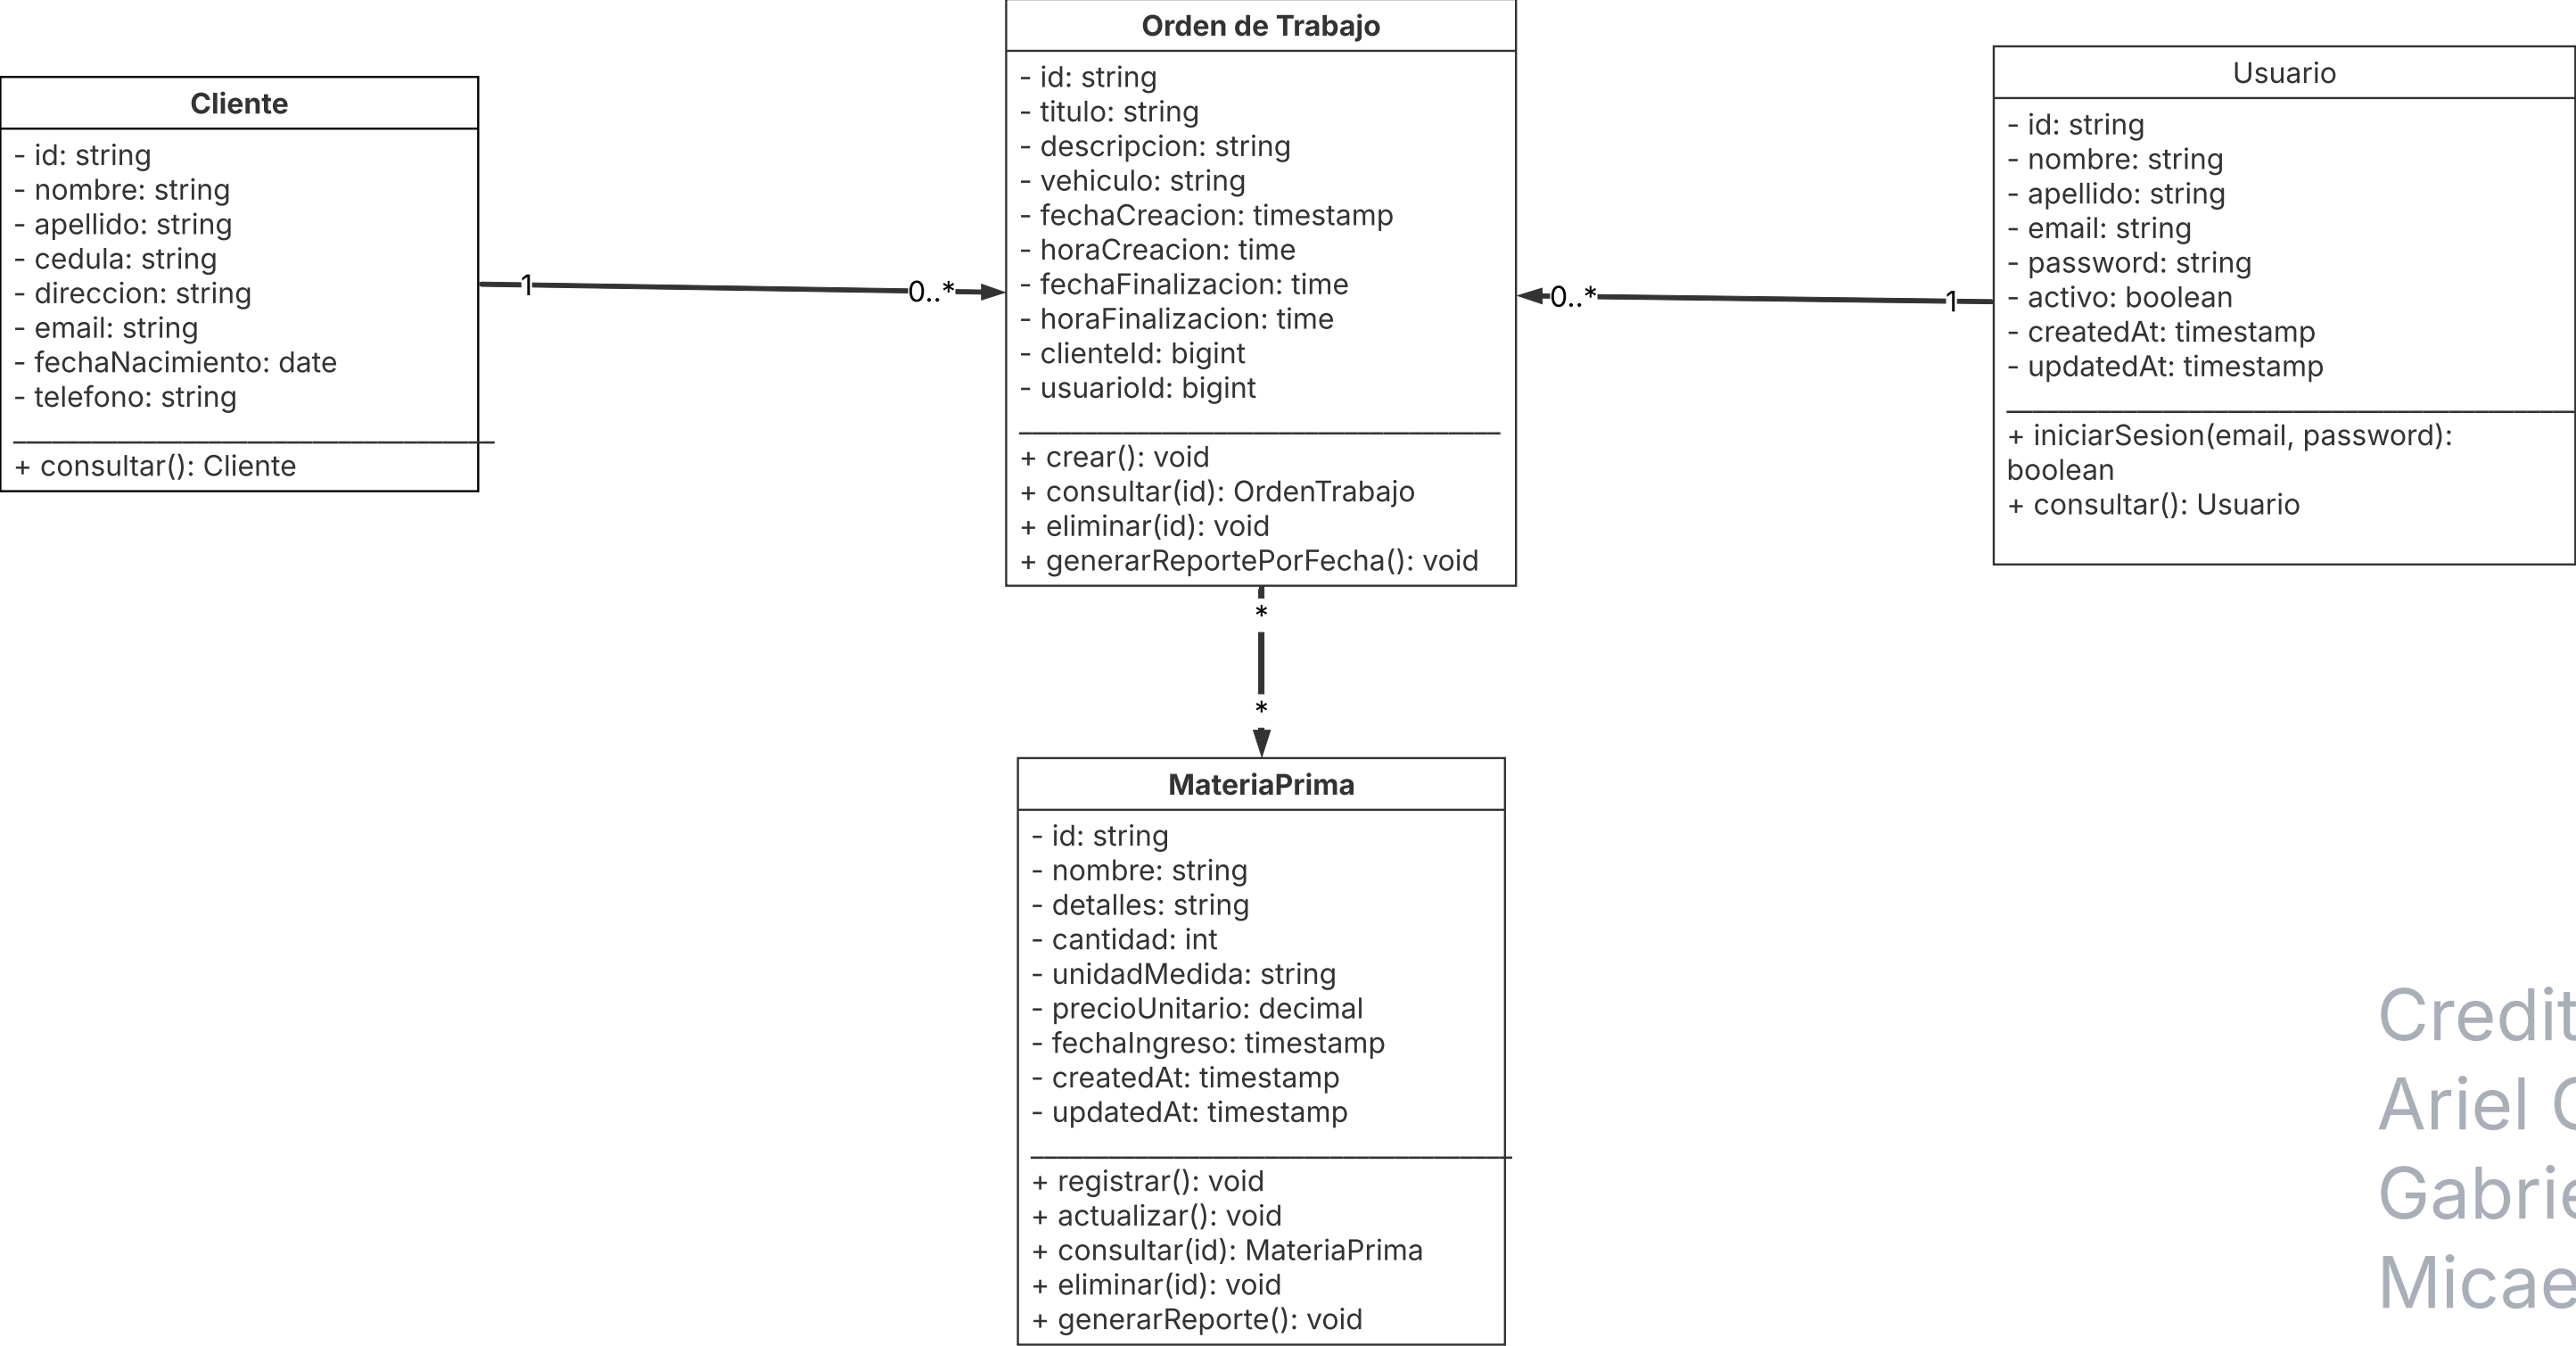 Cliente
- id: string
- nombre: string
- apellido: string
- cedula: string
- direccion: string
- email: string
- fechaNacimiento: date
- telefono: string
+ consultar(): Cliente
1
0..*
Orden de Trabajo
- id: string
- titulo: string
- descripcion: string
- vehiculo: string
- fechaCreacion: timestamp
- horaCreacion: time
- fechaFinalizacion: time
- horaFinalizacion: time
- clienteId: bigint
- usuarioId: bigint
+ crear(): void
+ consultar(id): OrdenTrabajo
+ eliminar(id): void
+ generarReportePorFecha(): void
0..*
1
Usuario
- id: string
- nombre: string
- apellido: string
- email: string
- password: string
- activo: boolean
- createdAt: timestamp
- updatedAt: timestamp
+ iniciarSesion(email, password):
boolean
+ consultar(): Usuario
*
*
MateriaPrima
- id: string
- nombre: string
- detalles: string
- cantidad: int
- unidadMedida: string
- precioUnitario: decimal
- fechaIngreso: timestamp
- createdAt: timestamp
- updatedAt: timestamp
+ registrar(): void
+ actualizar(): void
+ consultar(id): MateriaPrima
+ eliminar(id): void
+ generarReporte(): void
Ariel